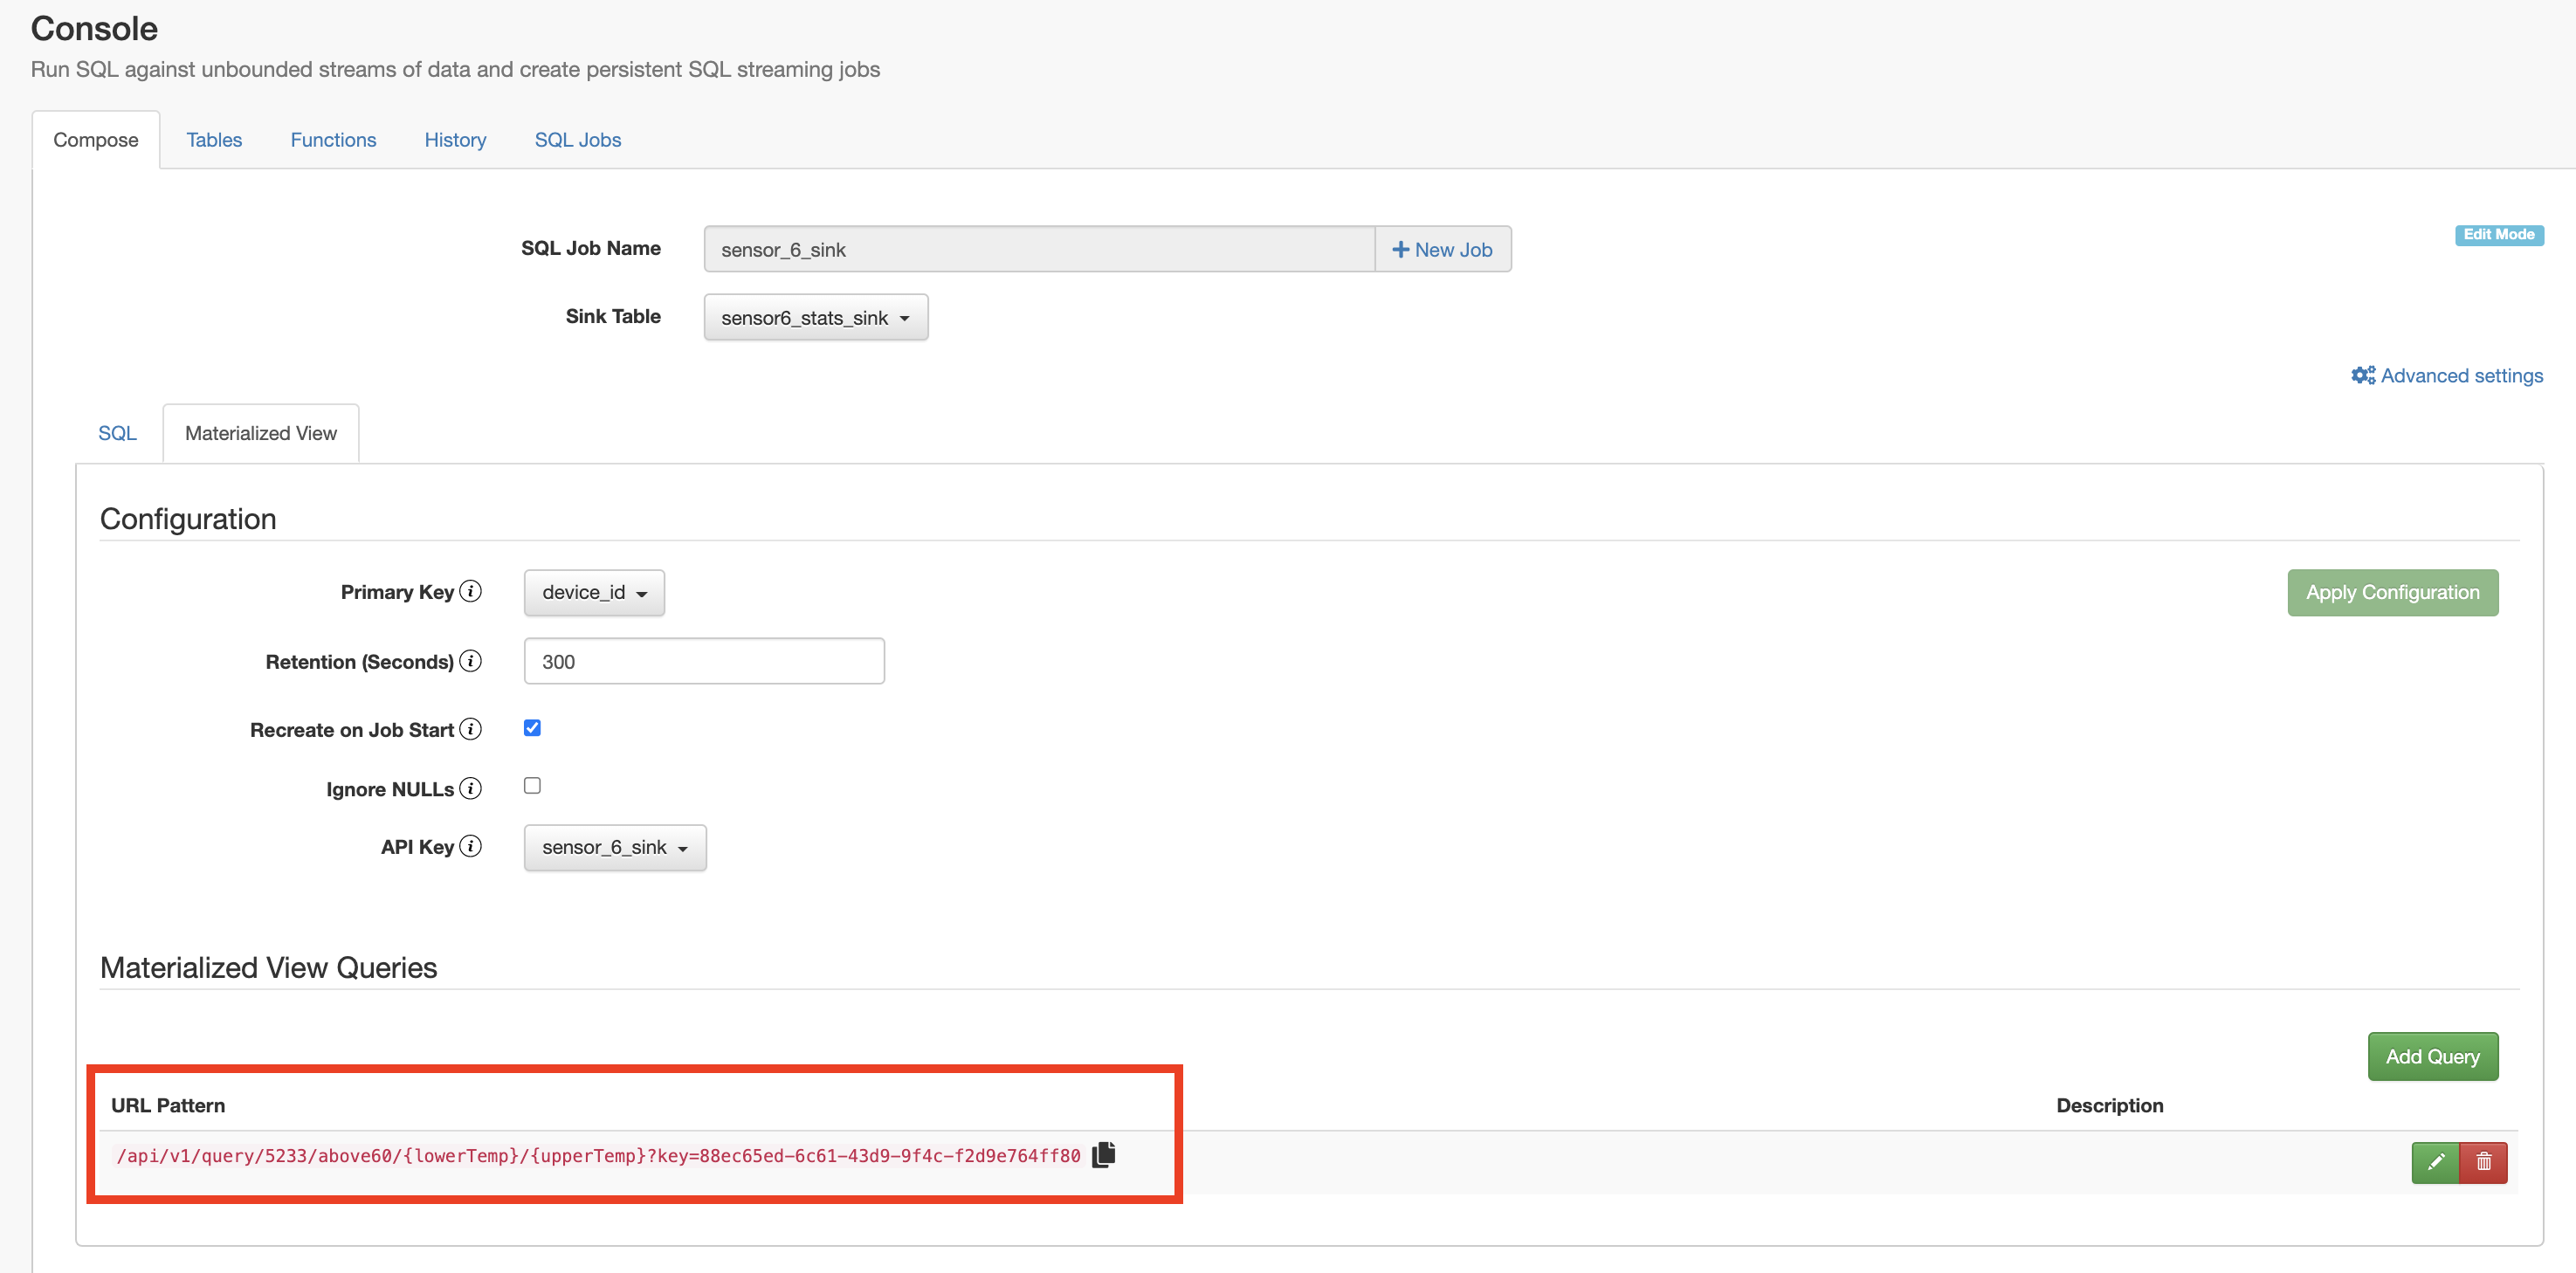 Console
Run SQL against unbounded streams of data and create persistent SQL streaming jobs
Compose Tables Functions History SQL Jobs
SQL Job Name sensor_6_sink New Job Edit Mode
Sink Table sensor6_stats_sink
Advanced settings
SQL Materialized View
Configuration
Primary Key device_id Apply Configuration
Retention (Seconds) 300
Recreate on Job Start
Ignore NULLs
API Key sensor_6_sink
Materialized View Queries
Add Query
URL Pattern Description
/api/v1/query/5233/above60/{lowerTemp}/{upperTemp}?key=88ec65ed-6c61-43d9-9f4c-f2d9e764ff80